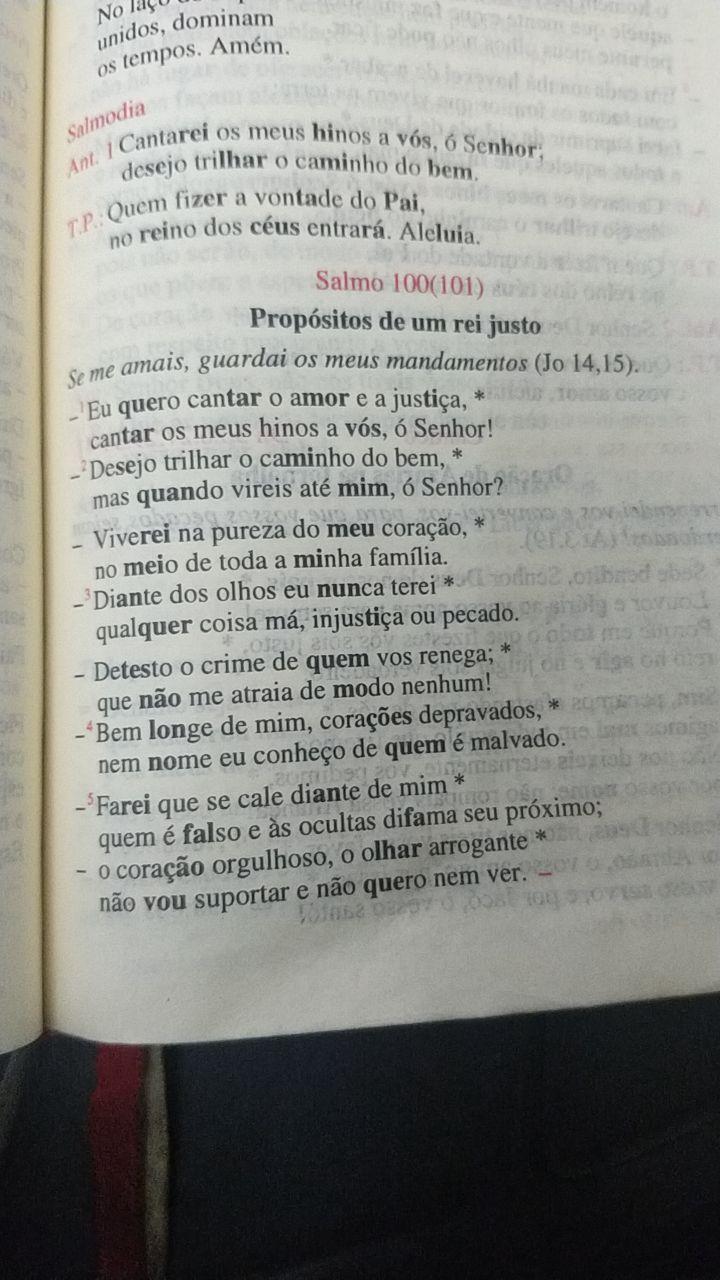 No laço
unidos, dominam
os tempos. Amém.
Salmodia
Ant. 1 Cantarei os meus hinos a vós, ó Senhor;
desejo trilhar o caminho do bem.
T.P.: Quem fizer a vontade do Pai,
no reino dos céus entrará. Aleluia.
Salmo 100(101)
Propósitos de um rei justo
Se me amais, guardai os meus mandamentos (Jo 14,15).
–¹Eu quero cantar o amor e a justiça, *
cantar os meus hinos a vós, ó Senhor!
–²Desejo trilhar o caminho do bem, *
mas quando vireis até mim, ó Senhor?
– Viverei na pureza do meu coração, *
no meio de toda a minha família.
–³Diante dos olhos eu nunca terei *
qualquer coisa má, injustiça ou pecado.
– Detesto o crime de quem vos renega; *
que não me atraia de modo nenhum!
–⁴Bem longe de mim, corações depravados, *
nem nome eu conheço de quem é malvado.
–⁵Farei que se cale diante de mim *
quem é falso e às ocultas difama seu próximo;
– o coração orgulhoso, o olhar arrogante *
não vou suportar e não quero nem ver. –